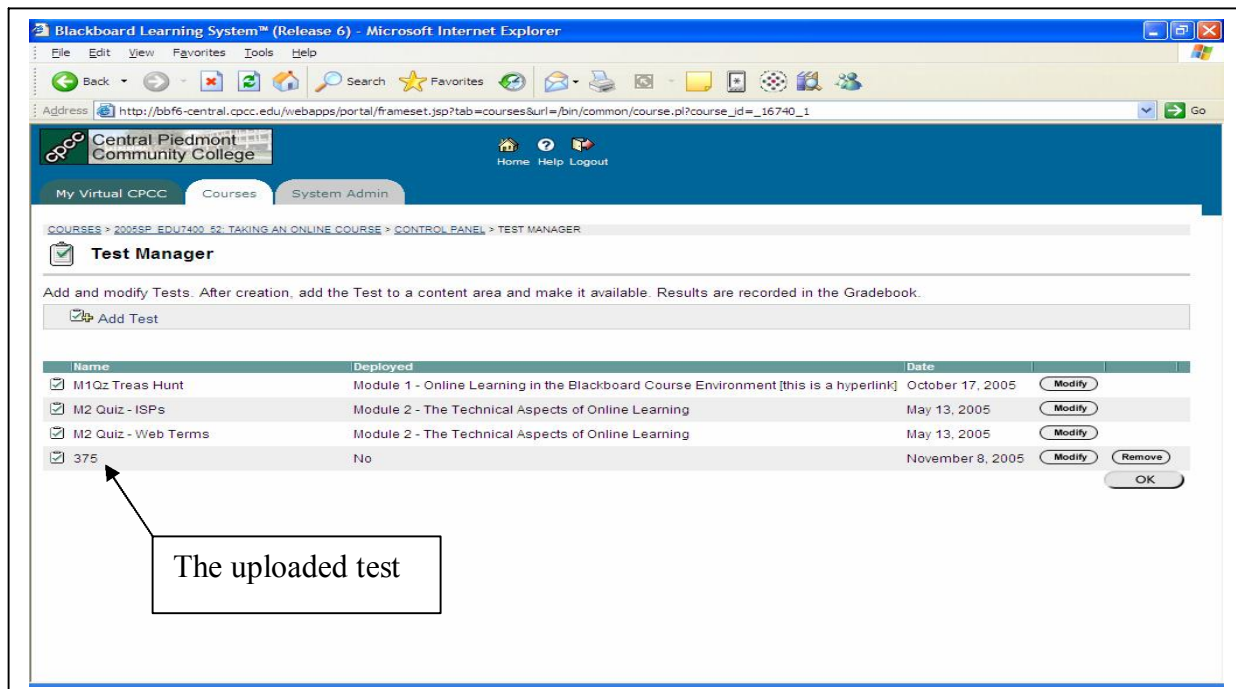 Blackboard Learning System™ (Release 6) - Microsoft Internet Explorer
File Edit View Favorites Tools Help
Back Search Favorites
Address http://bbf6-central.cpcc.edu/webapps/portal/frameset.jsp?tab=courses&url=/bin/common/course.pl?course_id=_16740_1 Go
cpcc Central Piedmont
Community College
Home Help Logout
My Virtual CPCC Courses System Admin
COURSES > 2005SP_EDU7400_52: TAKING AN ONLINE COURSE > CONTROL PANEL > TEST MANAGER
Test Manager
Add and modify Tests. After creation, add the Test to a content area and make it available. Results are recorded in the Gradebook.
Add Test
Name Deployed Date
M1Qz Treas Hunt Module 1 - Online Learning in the Blackboard Course Environment [this is a hyperlink] October 17, 2005 Modify
M2 Quiz - ISPs Module 2 - The Technical Aspects of Online Learning May 13, 2005 Modify
M2 Quiz - Web Terms Module 2 - The Technical Aspects of Online Learning May 13, 2005 Modify
375 No November 8, 2005 Modify Remove
OK
The uploaded test